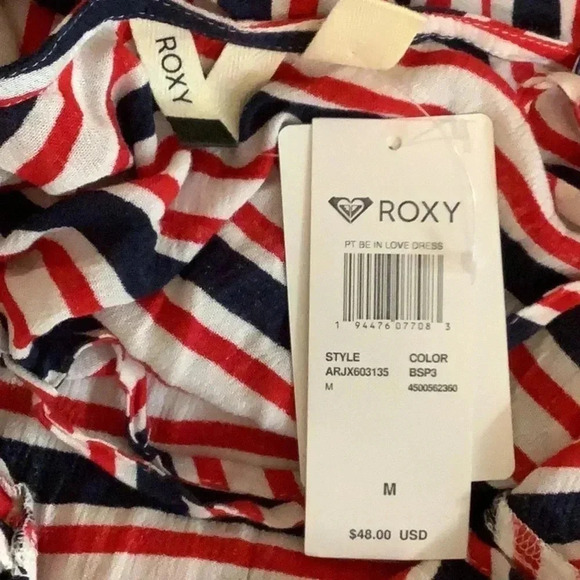 ROXY
ROXY
PT BE IN LOVE DRESS
1 94476 07708 3
STYLE COLOR
ARJX603135 BSP3
M 4500562360
M
$48.00 USD